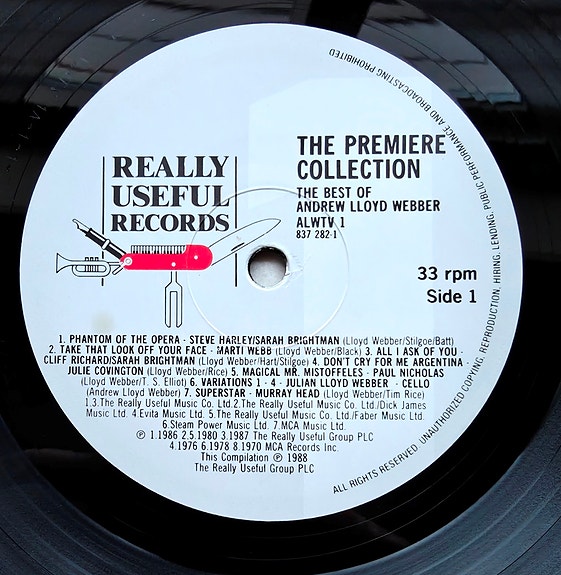 REALLY
USEFUL
RECORDS
THE PREMIERE
COLLECTION
THE BEST OF
ANDREW LLOYD WEBBER
ALWTV 1
837 282-1
33 rpm
Side 1
1. PHANTOM OF THE OPERA - STEVE HARLEY/SARAH BRIGHTMAN (Lloyd Webber/Stilgoe/Batt)
2. TAKE THAT LOOK OFF YOUR FACE - MARTI WEBB (Lloyd Webber/Black) 3. ALL I ASK OF YOU -
CLIFF RICHARD/SARAH BRIGHTMAN (Lloyd Webber/Hart/Stilgoe) 4. DON'T CRY FOR ME ARGENTINA -
JULIE COVINGTON (Lloyd Webber/Rice) 5. MAGICAL MR. MISTOFFELES - PAUL NICHOLAS
(Lloyd Webber/T. S. Elliot) 6. VARIATIONS 1 - 4 - JULIAN LLOYD WEBBER - CELLO
(Andrew Lloyd Webber) 7. SUPERSTAR - MURRAY HEAD (Lloyd Webber/Tim Rice)
1.3.The Really Useful Music Co. Ltd.2.The Really Useful Music Co. Ltd./Dick James
Music Ltd. 4.Evita Music Ltd. 5.The Really Useful Music Co. Ltd./Faber Music Ltd.
6.Steam Power Music Ltd. 7.MCA Music Ltd.
℗ 1.1986 2.5.1980 3.1987 The Really Useful Group PLC
4.1976 6.1978 8.1970 MCA Records Inc.
This Compilation ℗ 1988
The Really Useful Group PLC
ALL RIGHTS RESERVED. UNAUTHORIZED COPYING, REPRODUCTION, HIRING, LENDING, PUBLIC PERFORMANCE AND BROADCASTING PROHIBITED